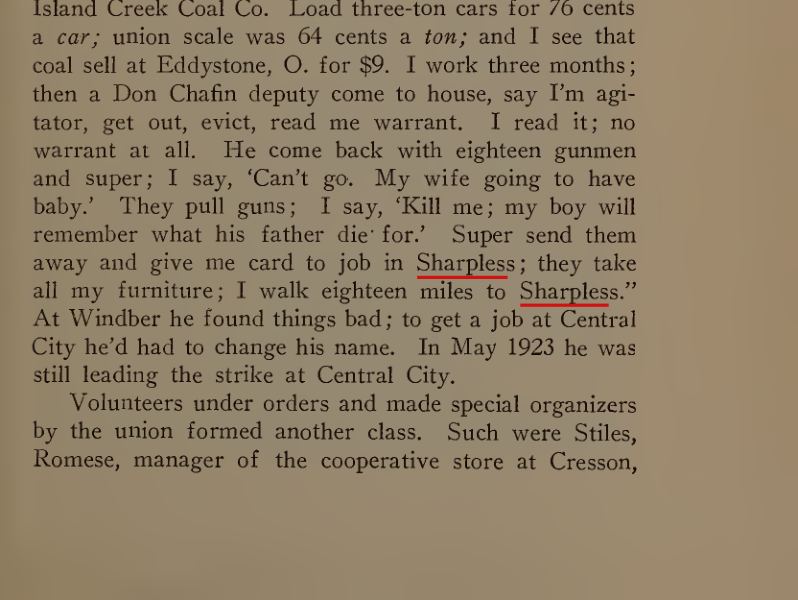 Island Creek Coal Co. Load three-ton cars for 76 cents
a car; union scale was 64 cents a ton; and I see that
coal sell at Eddystone, O. for $9. I work three months;
then a Don Chafin deputy come to house, say I'm agi-
tator, get out, evict, read me warrant. I read it; no
warrant at all. He come back with eighteen gunmen
and super; I say, 'Can't go. My wife going to have
baby.' They pull guns; I say, 'Kill me; my boy will
remember what his father die for.' Super send them
away and give me card to job in Sharpless; they take
all my furniture; I walk eighteen miles to Sharpless."
At Windber he found things bad; to get a job at Central
City he'd had to change his name. In May 1923 he was
still leading the strike at Central City.
Volunteers under orders and made special organizers
by the union formed another class. Such were Stiles,
Romese, manager of the cooperative store at Cresson,